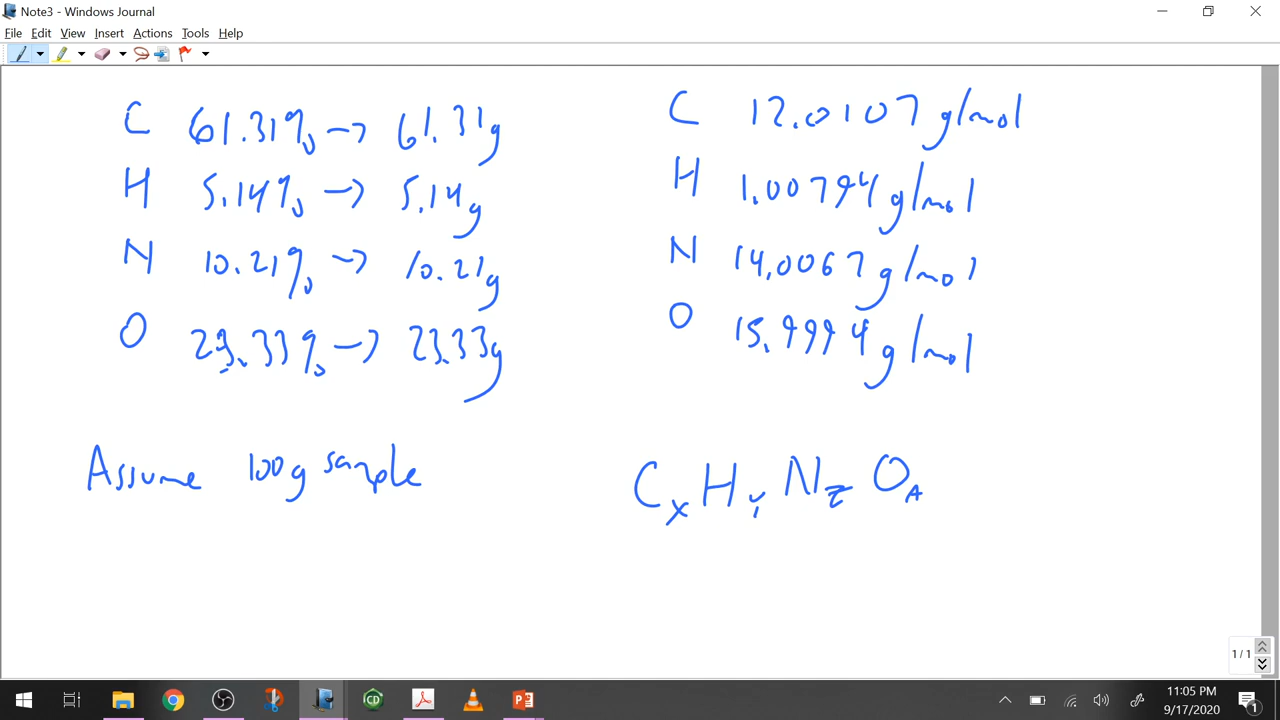 Note3 - Windows Journal
File Edit View Insert Actions Tools Help
C 61.31% → 61.31g
C 12.0107 g/mol
H 5.14% → 5.14g
H 1.00794 g/mol
N 10.21% → 10.21g
N 14.0067 g/mol
O 23.33% → 23.33g
O 15.9994 g/mol
Assume 100g sample
CxHyNzOA
1 / 1
11:05 PM
9/17/2020